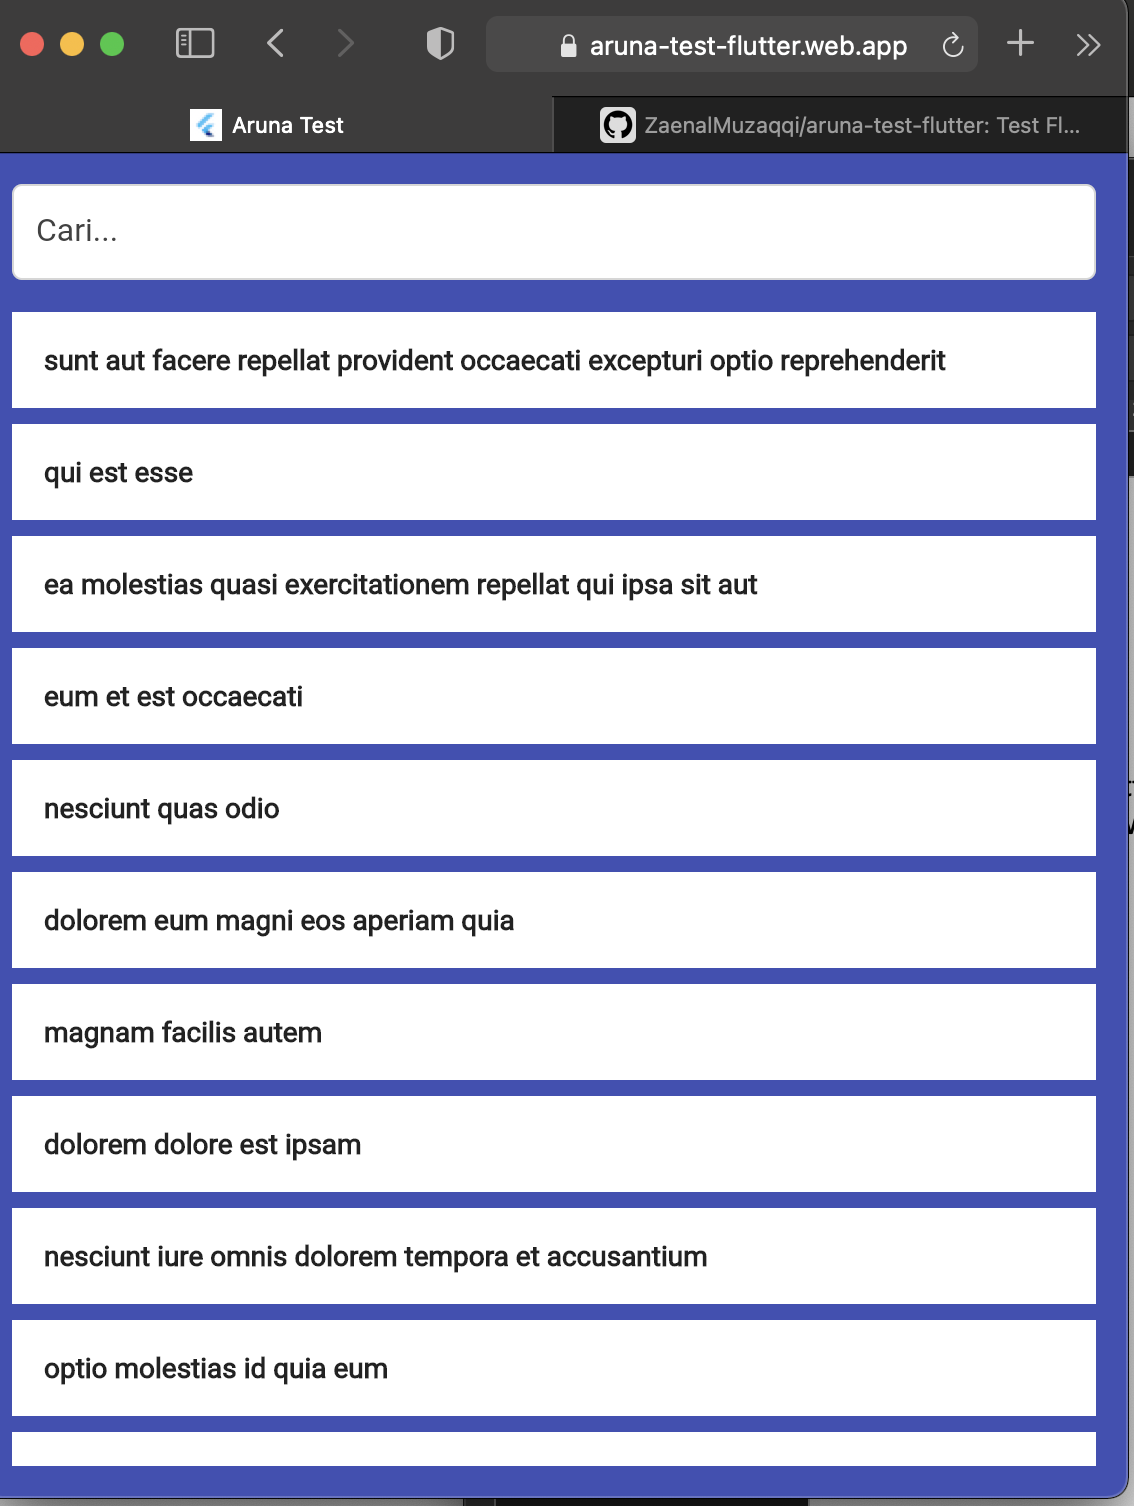 aruna-test-flutter.web.app
Aruna Test
ZaenalMuzaqqi/aruna-test-flutter: Test Fl...
Cari...
sunt aut facere repellat provident occaecati excepturi optio reprehenderit
qui est esse
ea molestias quasi exercitationem repellat qui ipsa sit aut
eum et est occaecati
nesciunt quas odio
dolorem eum magni eos aperiam quia
magnam facilis autem
dolorem dolore est ipsam
nesciunt iure omnis dolorem tempora et accusantium
optio molestias id quia eum